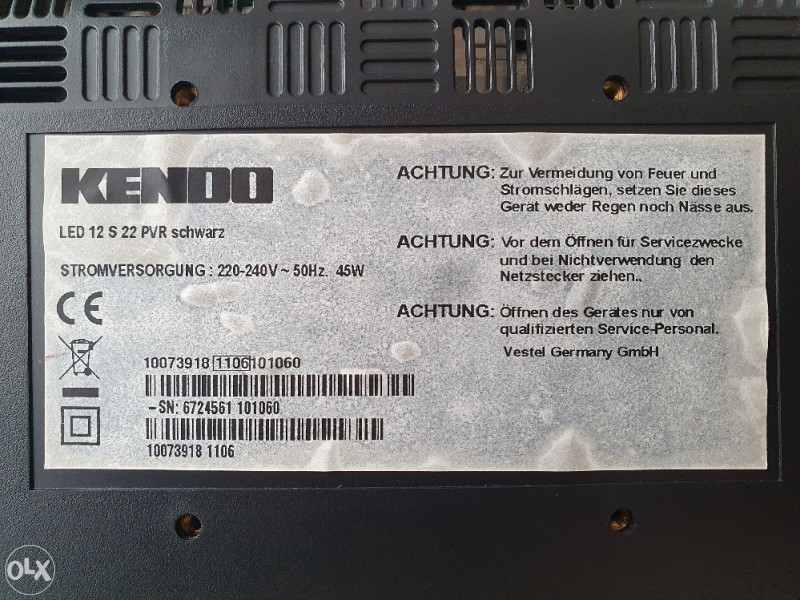 KENDO
LED 12 S 22 PVR schwarz
STROMVERSORGUNG : 220-240V ~ 50Hz. 45W
CE
10073918 1106 101060
-SN: 6724561 101060
10073918 1106
ACHTUNG: Zur Vermeidung von Feuer und
Stromschlägen, setzen Sie dieses
Gerät weder Regen noch Nässe aus.
ACHTUNG: Vor dem Öffnen für Servicezwecke
und bei Nichtverwendung den
Netzstecker ziehen..
ACHTUNG: Öffnen des Gerätes nur von
qualifizierten Service-Personal.
Vestel Germany GmbH
OLX